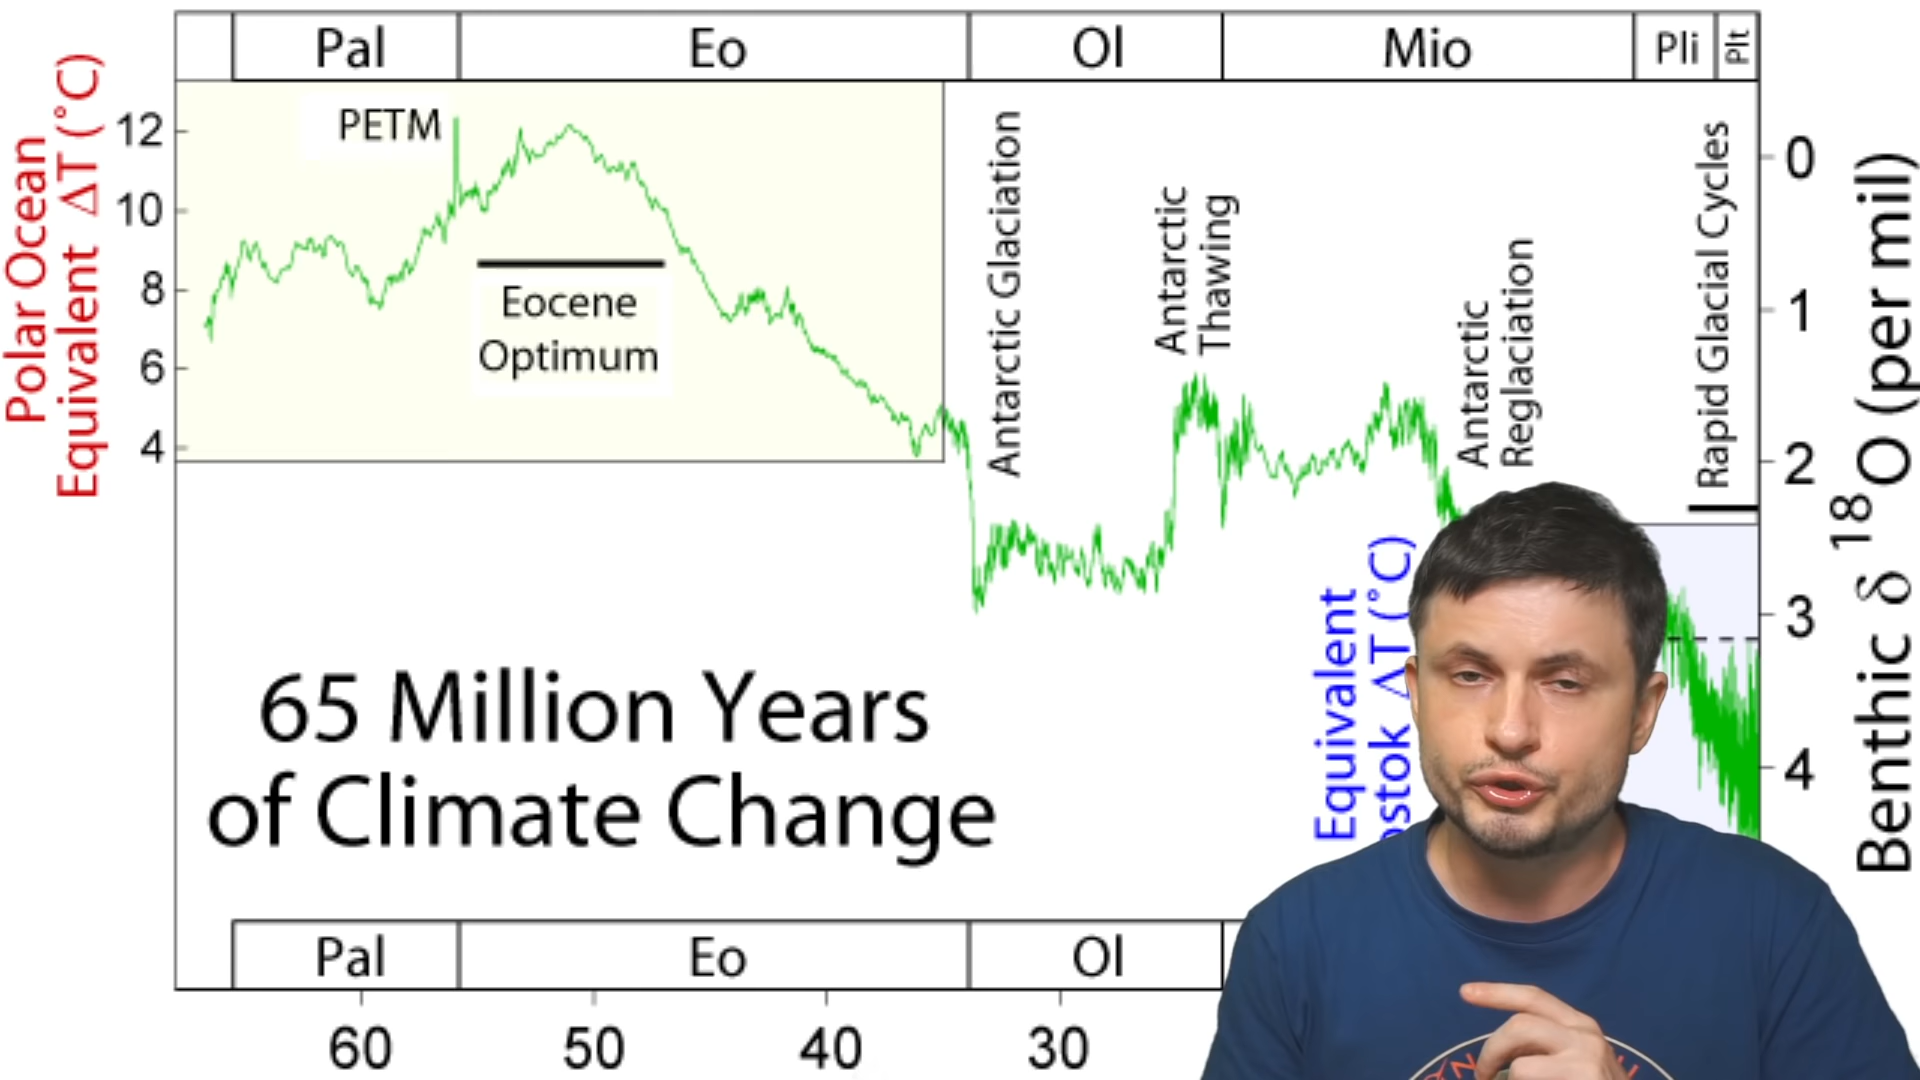 Pal Eo Ol Mio Pli Plt
Polar Ocean
Equivalent ΔT (°C)
12
10
8
6
4
PETM
Eocene
Optimum
Antarctic Glaciation
Antarctic
Thawing
Antarctic
Reglaciation
Rapid Glacial Cycles
0
1
2
3
4
Benthic δ 18O (per mil)
Equivalent
ostok ΔT (°C)
65 Million Years
of Climate Change
Pal Eo Ol
60 50 40 30